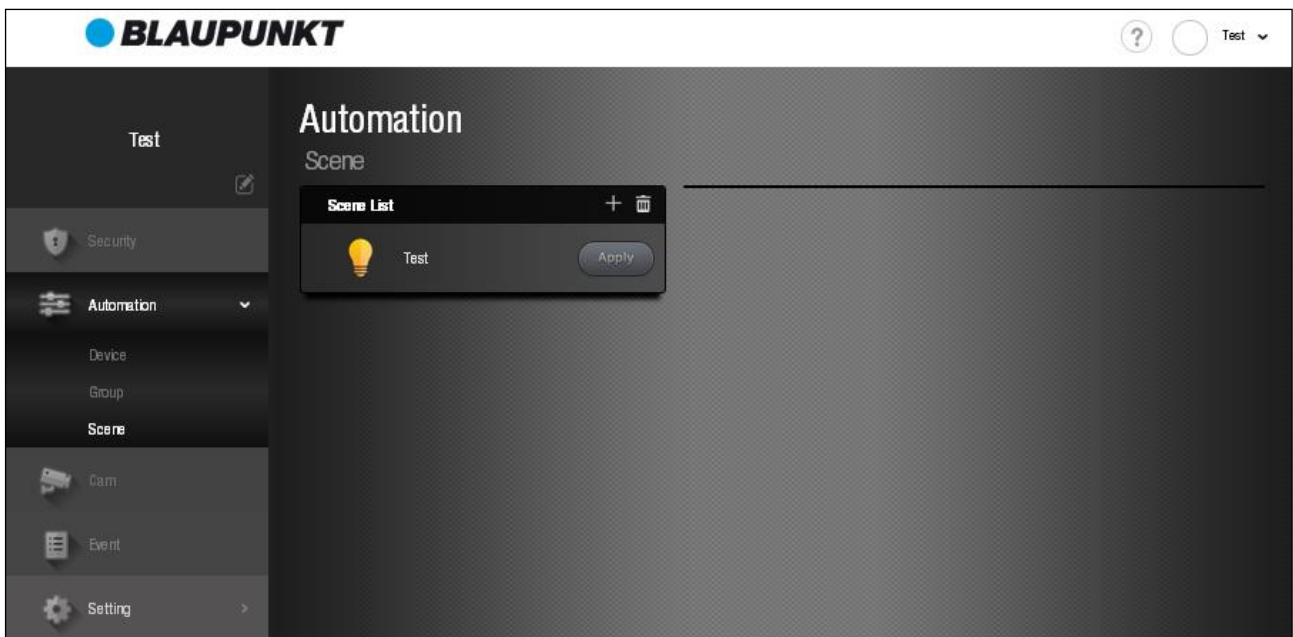 BLAUPUNKT
? Test
Test
Automation
Scene
Scene List
Test Apply
Security
Automation
Device
Group
Scene
Cam
Event
Setting